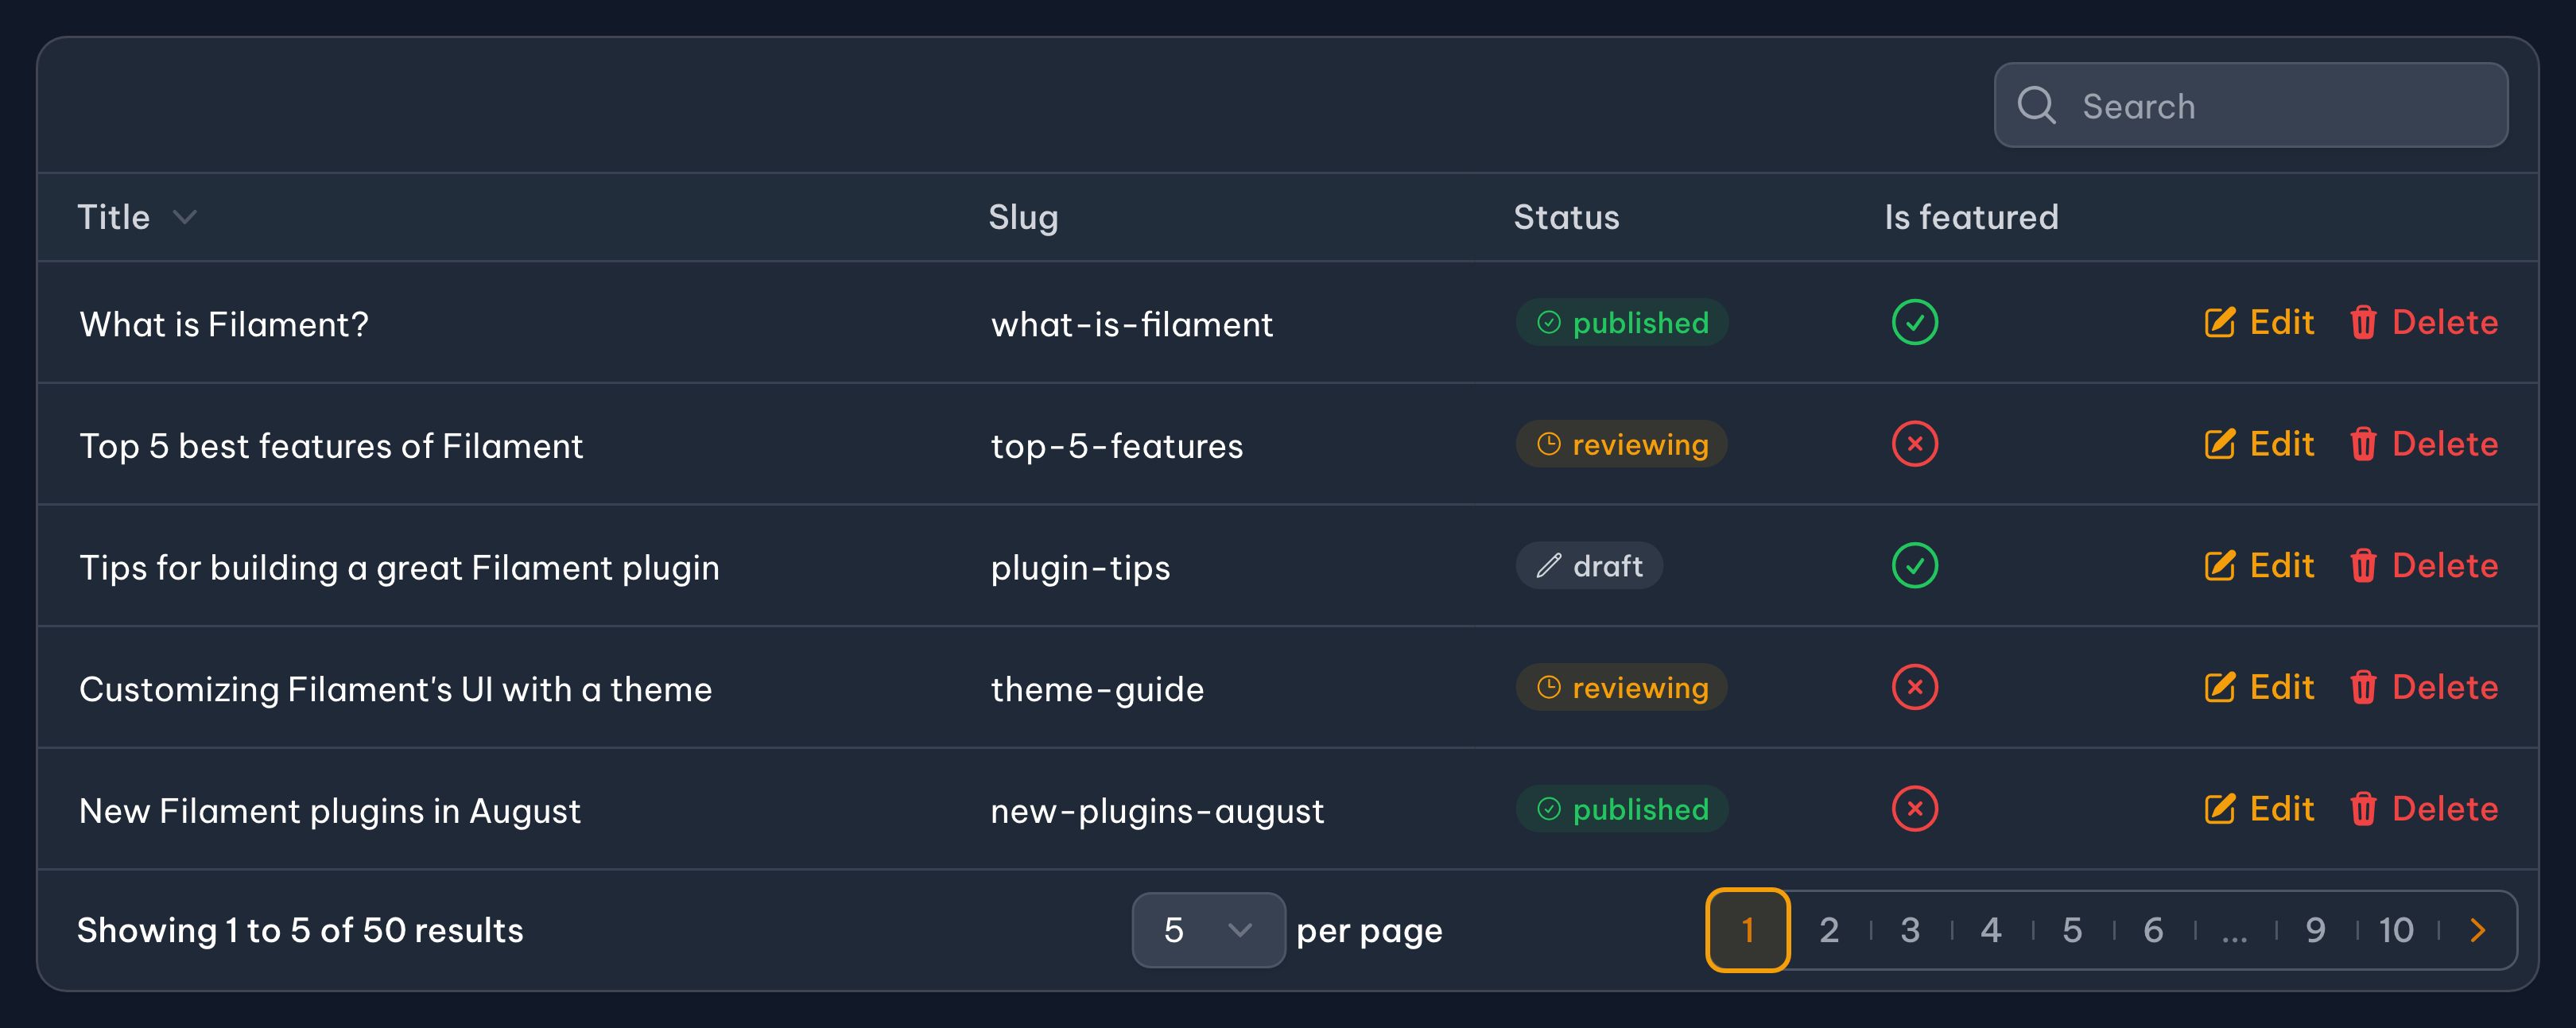 Search
Title Slug Status Is featured
What is Filament? what-is-filament published Edit Delete
Top 5 best features of Filament top-5-features reviewing Edit Delete
Tips for building a great Filament plugin plugin-tips draft Edit Delete
Customizing Filament's UI with a theme theme-guide reviewing Edit Delete
New Filament plugins in August new-plugins-august published Edit Delete
Showing 1 to 5 of 50 results 5 per page 1 2 3 4 5 6 ... 9 10